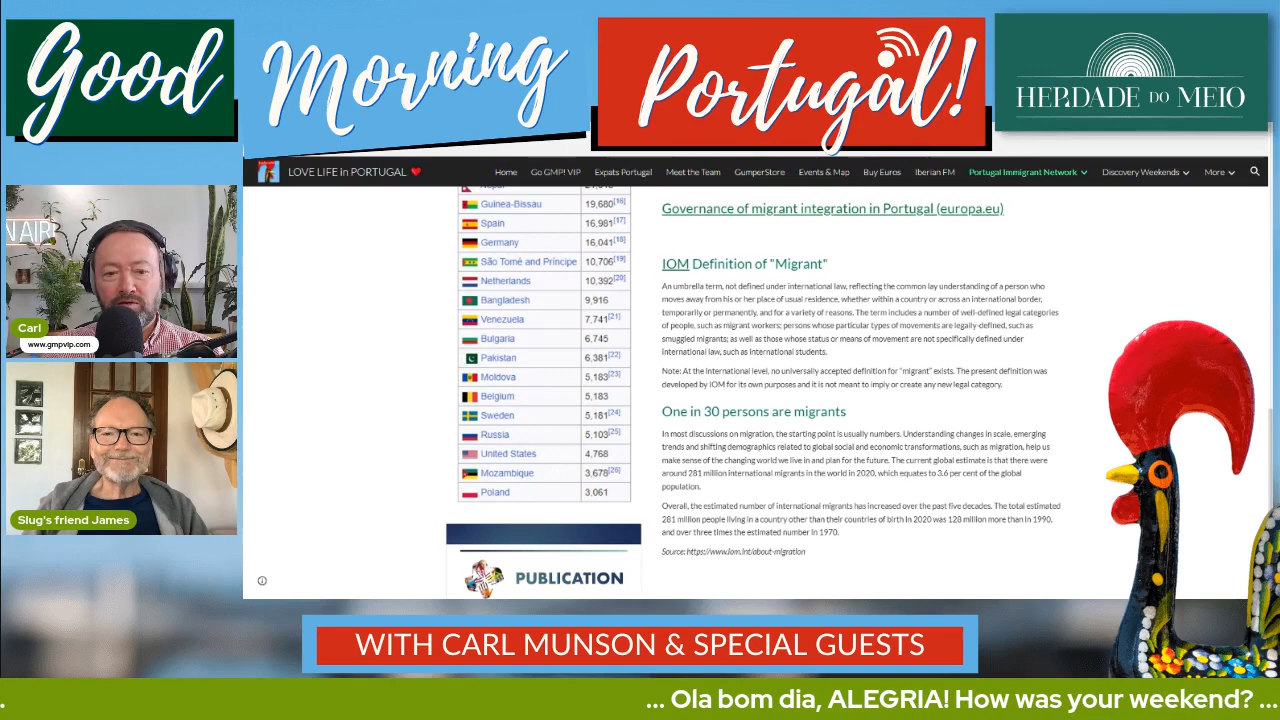 Good
Morning
Portugal!
HERDADE DO MEIO
LOVE LIFE in PORTUGAL
Home
Go GMP! VIP
Expats Portugal
Meet the Team
GumperStore
Events & Map
Buy Euros
Iberian FM
Portugal Immigrant Network
Discovery Weekends
More
N AIR
Carl
www.gmpvip.com
Slug's friend James
Guinea-Bissau 19,680[16]
Spain 16,981[17]
Germany 16,041[18]
São Tomé and Príncipe 10,706[19]
Netherlands 10,392[20]
Bangladesh 9,916
Venezuela 7,741[21]
Bulgaria 6,745
Pakistan 6,381[22]
Moldova 5,183[23]
Belgium 5,183
Sweden 5,181[24]
Russia 5,103[25]
United States 4,768
Mozambique 3,678[26]
Poland 3,061
PUBLICATION
Governance of migrant integration in Portugal (europa.eu)
IOM Definition of "Migrant"
An umbrella term, not defined under international law, reflecting the common lay understanding of a person who
moves away from his or her place of usual residence, whether within a country or across an international border,
temporarily or permanently, and for a variety of reasons. The term includes a number of well-defined legal categories
of people, such as migrant workers; persons whose particular types of movements are legally-defined, such as
smuggled migrants; as well as those whose status or means of movement are not specifically defined under
international law, such as international students.
Note: At the international level, no universally accepted definition for "migrant" exists. The present definition was
developed by IOM for its own purposes and it is not meant to imply or create any new legal category.
One in 30 persons are migrants
In most discussions on migration, the starting point is usually numbers. Understanding changes in scale, emerging
trends and shifting demographics related to global social and economic transformations, such as migration, help us
make sense of the changing world we live in and plan for the future. The current global estimate is that there were
around 281 million international migrants in the world in 2020, which equates to 3.6 per cent of the global
population.
Overall, the estimated number of international migrants has increased over the past five decades. The total estimated
281 million people living in a country other than their countries of birth in 2020 was 128 million more than in 1990,
and over three times the estimated number in 1970.
Source: https://www.iom.int/about-migration
WITH CARL MUNSON & SPECIAL GUESTS
. ... Ola bom dia, ALEGRIA! How was your weekend? ...